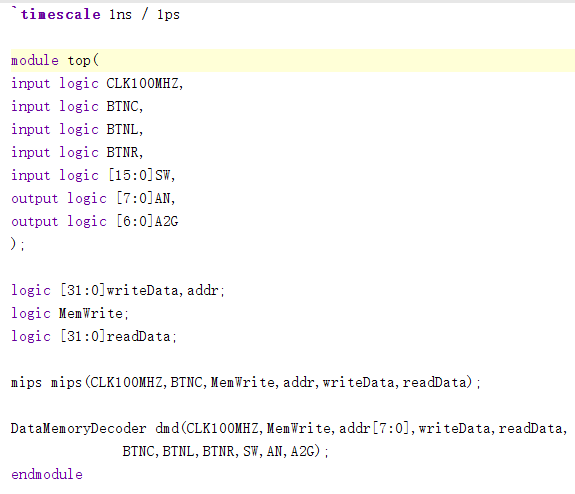 `timescale 1ns / 1ps
module top(
input logic CLK100MHZ,
input logic BTNC,
input logic BTNL,
input logic BTNR,
input logic [15:0]SW,
output logic [7:0]AN,
output logic [6:0]A2G
);
logic [31:0]writeData,addr;
logic MemWrite;
logic [31:0]readData;
mips mips(CLK100MHZ,BTNC,MemWrite,addr,writeData,readData);
DataMemoryDecoder dmd(CLK100MHZ,MemWrite,addr[7:0],writeData,readData,
BTNC,BTNL,BTNR,SW,AN,A2G);
endmodule